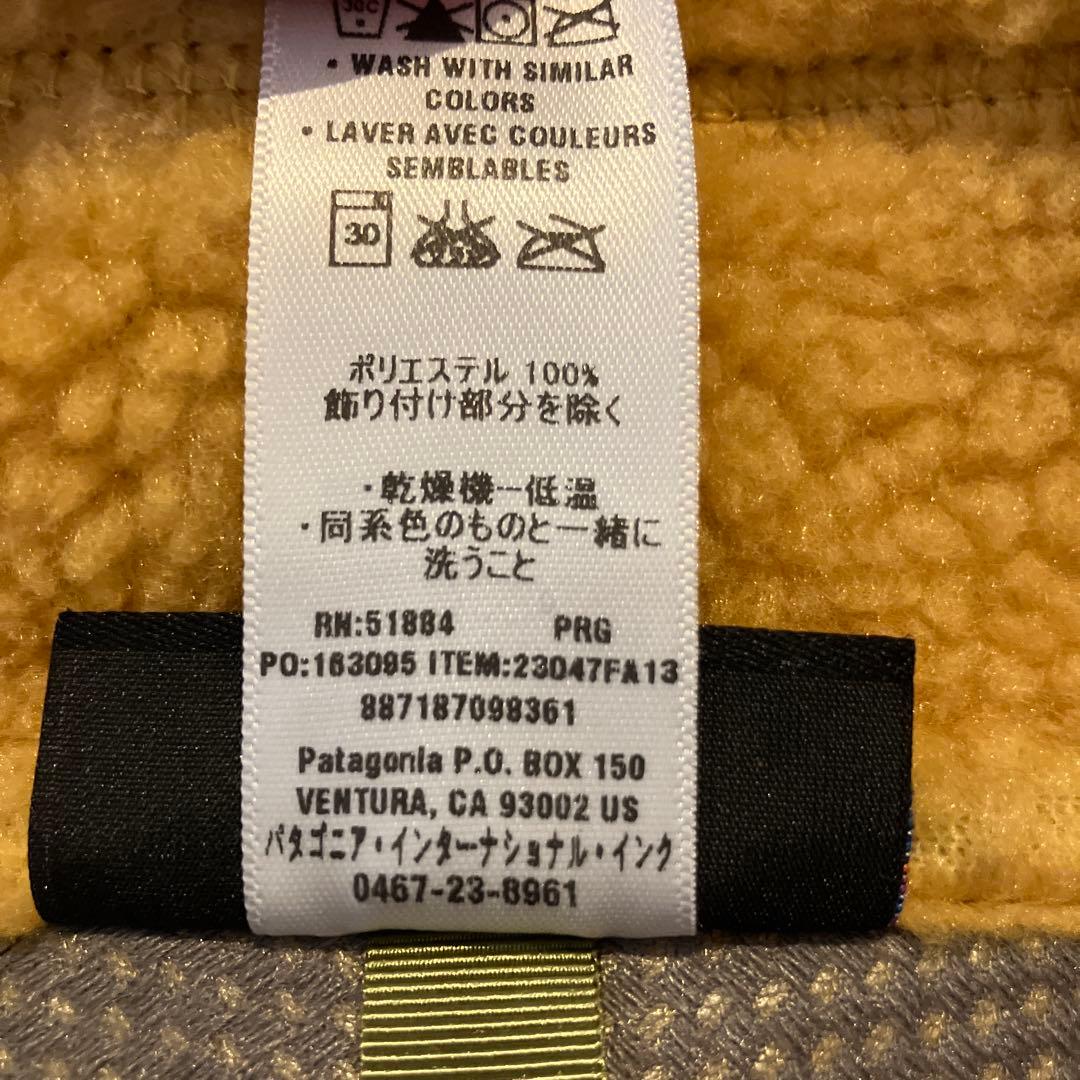 • WASH WITH SIMILAR
COLORS
• LAVER AVEC COULEURS
SEMBLABLES
30
ポリエステル 100%
飾り付け部分を除く
・乾燥機ー低温
・同系色のものと一緒に
洗うこと
RN:51884 PRG
PO:163095 ITEM:23047FA13
887187098361
Patagonia P.O. BOX 150
VENTURA, CA 93002 US
パタゴニア・インターナショナル・インク
0467-23-8961